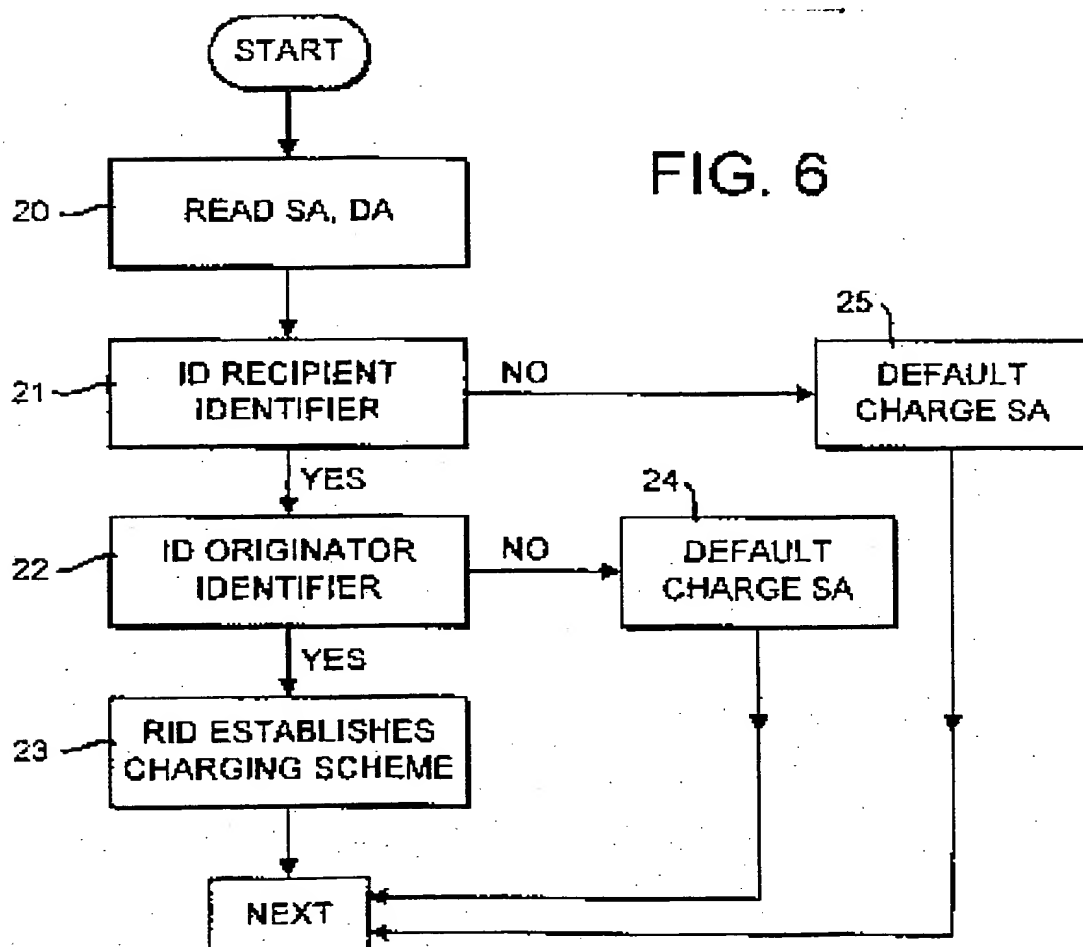 START
FIG. 6
20
READ SA, DA
25
21
ID RECIPIENT
IDENTIFIER
NO
DEFAULT
CHARGE SA
YES
24
22
ID ORIGINATOR
IDENTIFIER
NO
DEFAULT
CHARGE SA
YES
23
RID ESTABLISHES
CHARGING SCHEME
NEXT